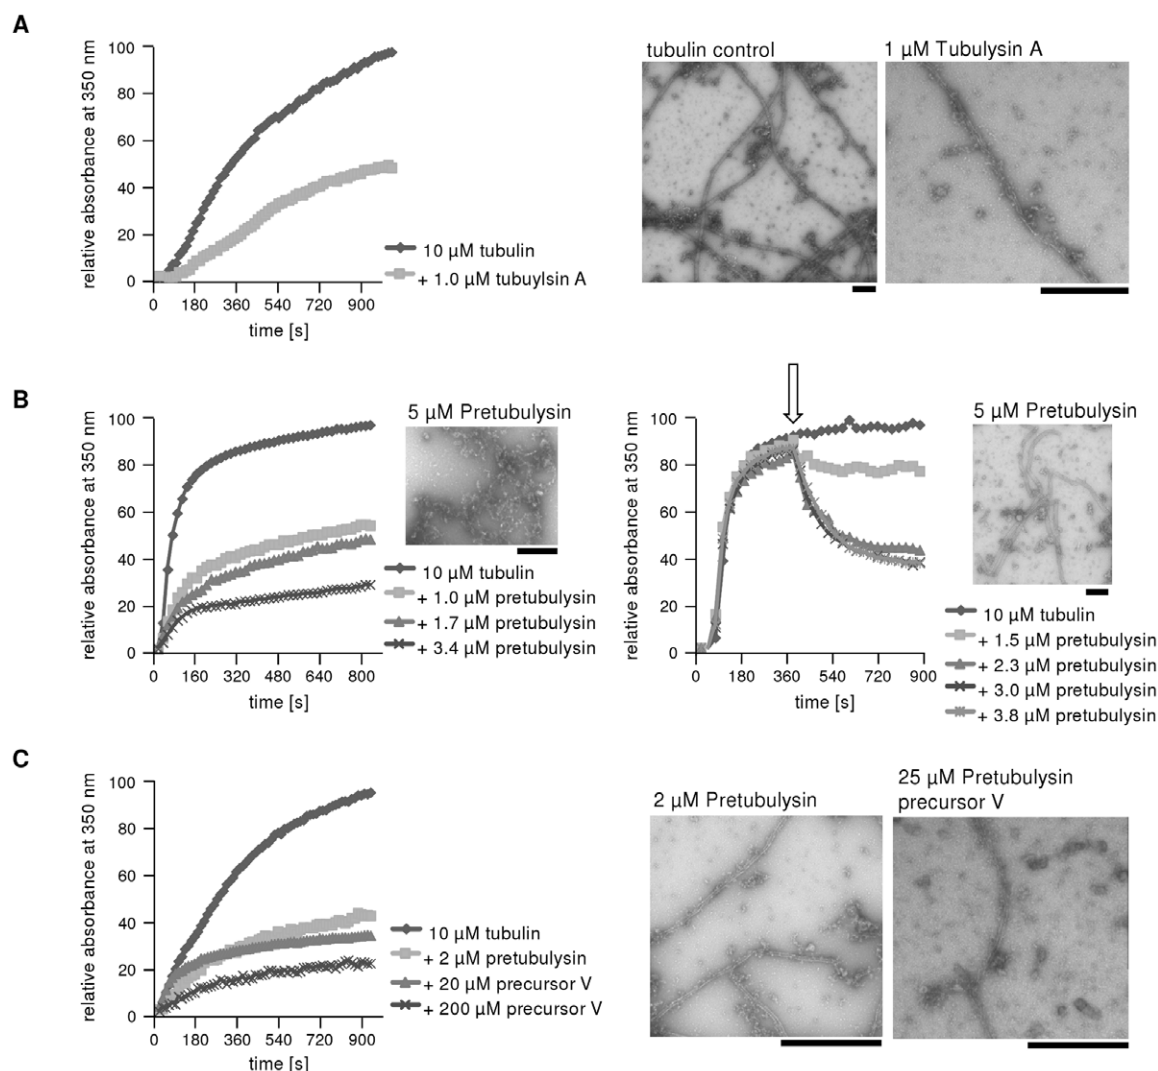 A
relative absorbance at 350 nm
100
80
60
40
20
0
0 180 360 540 720 900
time [s]
10 µM tubulin
+ 1.0 µM tubuylsin A
tubulin control
1 µM Tubulysin A
B
relative absorbance at 350 nm
100
80
60
40
20
0
0 160 320 480 640 800
time [s]
5 µM Pretubulysin
10 µM tubulin
+ 1.0 µM pretubulysin
+ 1.7 µM pretubulysin
+ 3.4 µM pretubulysin
relative absorbance at 350 nm
100
80
60
40
20
0
0 180 360 540 720 900
time [s]
5 µM Pretubulysin
10 µM tubulin
+ 1.5 µM pretubulysin
+ 2.3 µM pretubulysin
+ 3.0 µM pretubulysin
+ 3.8 µM pretubulysin
C
relative absorbance at 350 nm
100
80
60
40
20
0
0 180 360 540 720 900
time [s]
10 µM tubulin
+ 2 µM pretubulysin
+ 20 µM precursor V
+ 200 µM precursor V
2 µM Pretubulysin
25 µM Pretubulysin
precursor V